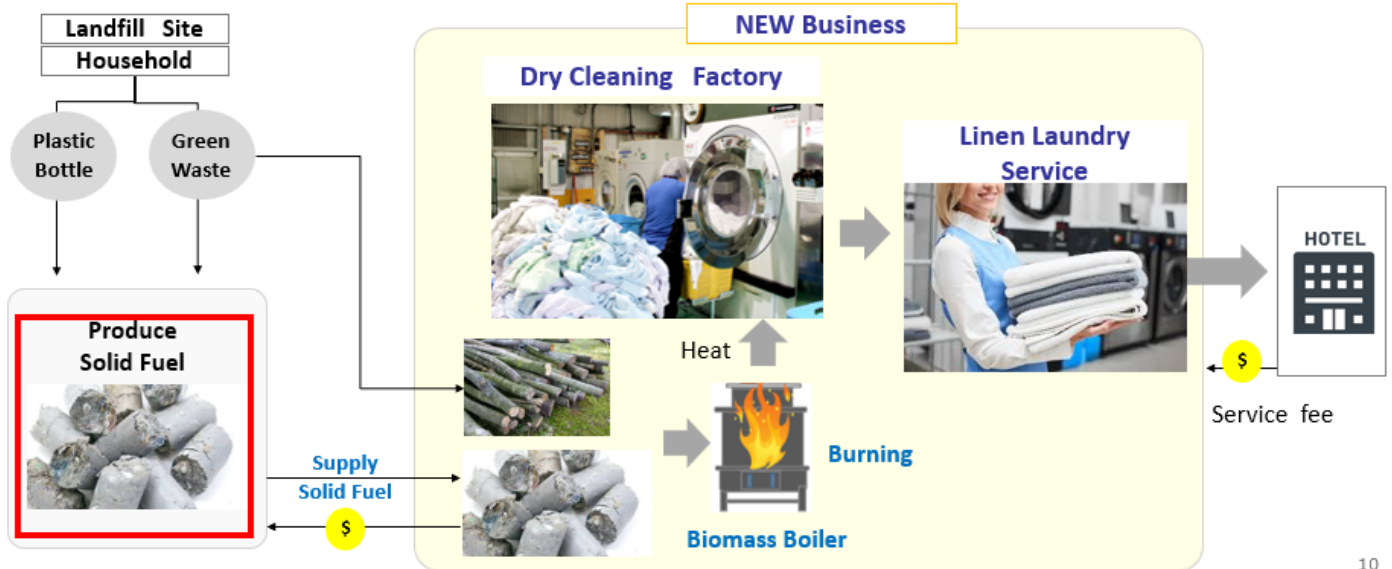 NEW Business
Landfill Site
Household
Plastic
Bottle
Green
Waste
Dry Cleaning Factory
Linen Laundry
Service
HOTEL
Produce
Solid Fuel
Heat
$
Service fee
Supply
Solid Fuel
$
Burning
Biomass Boiler
10